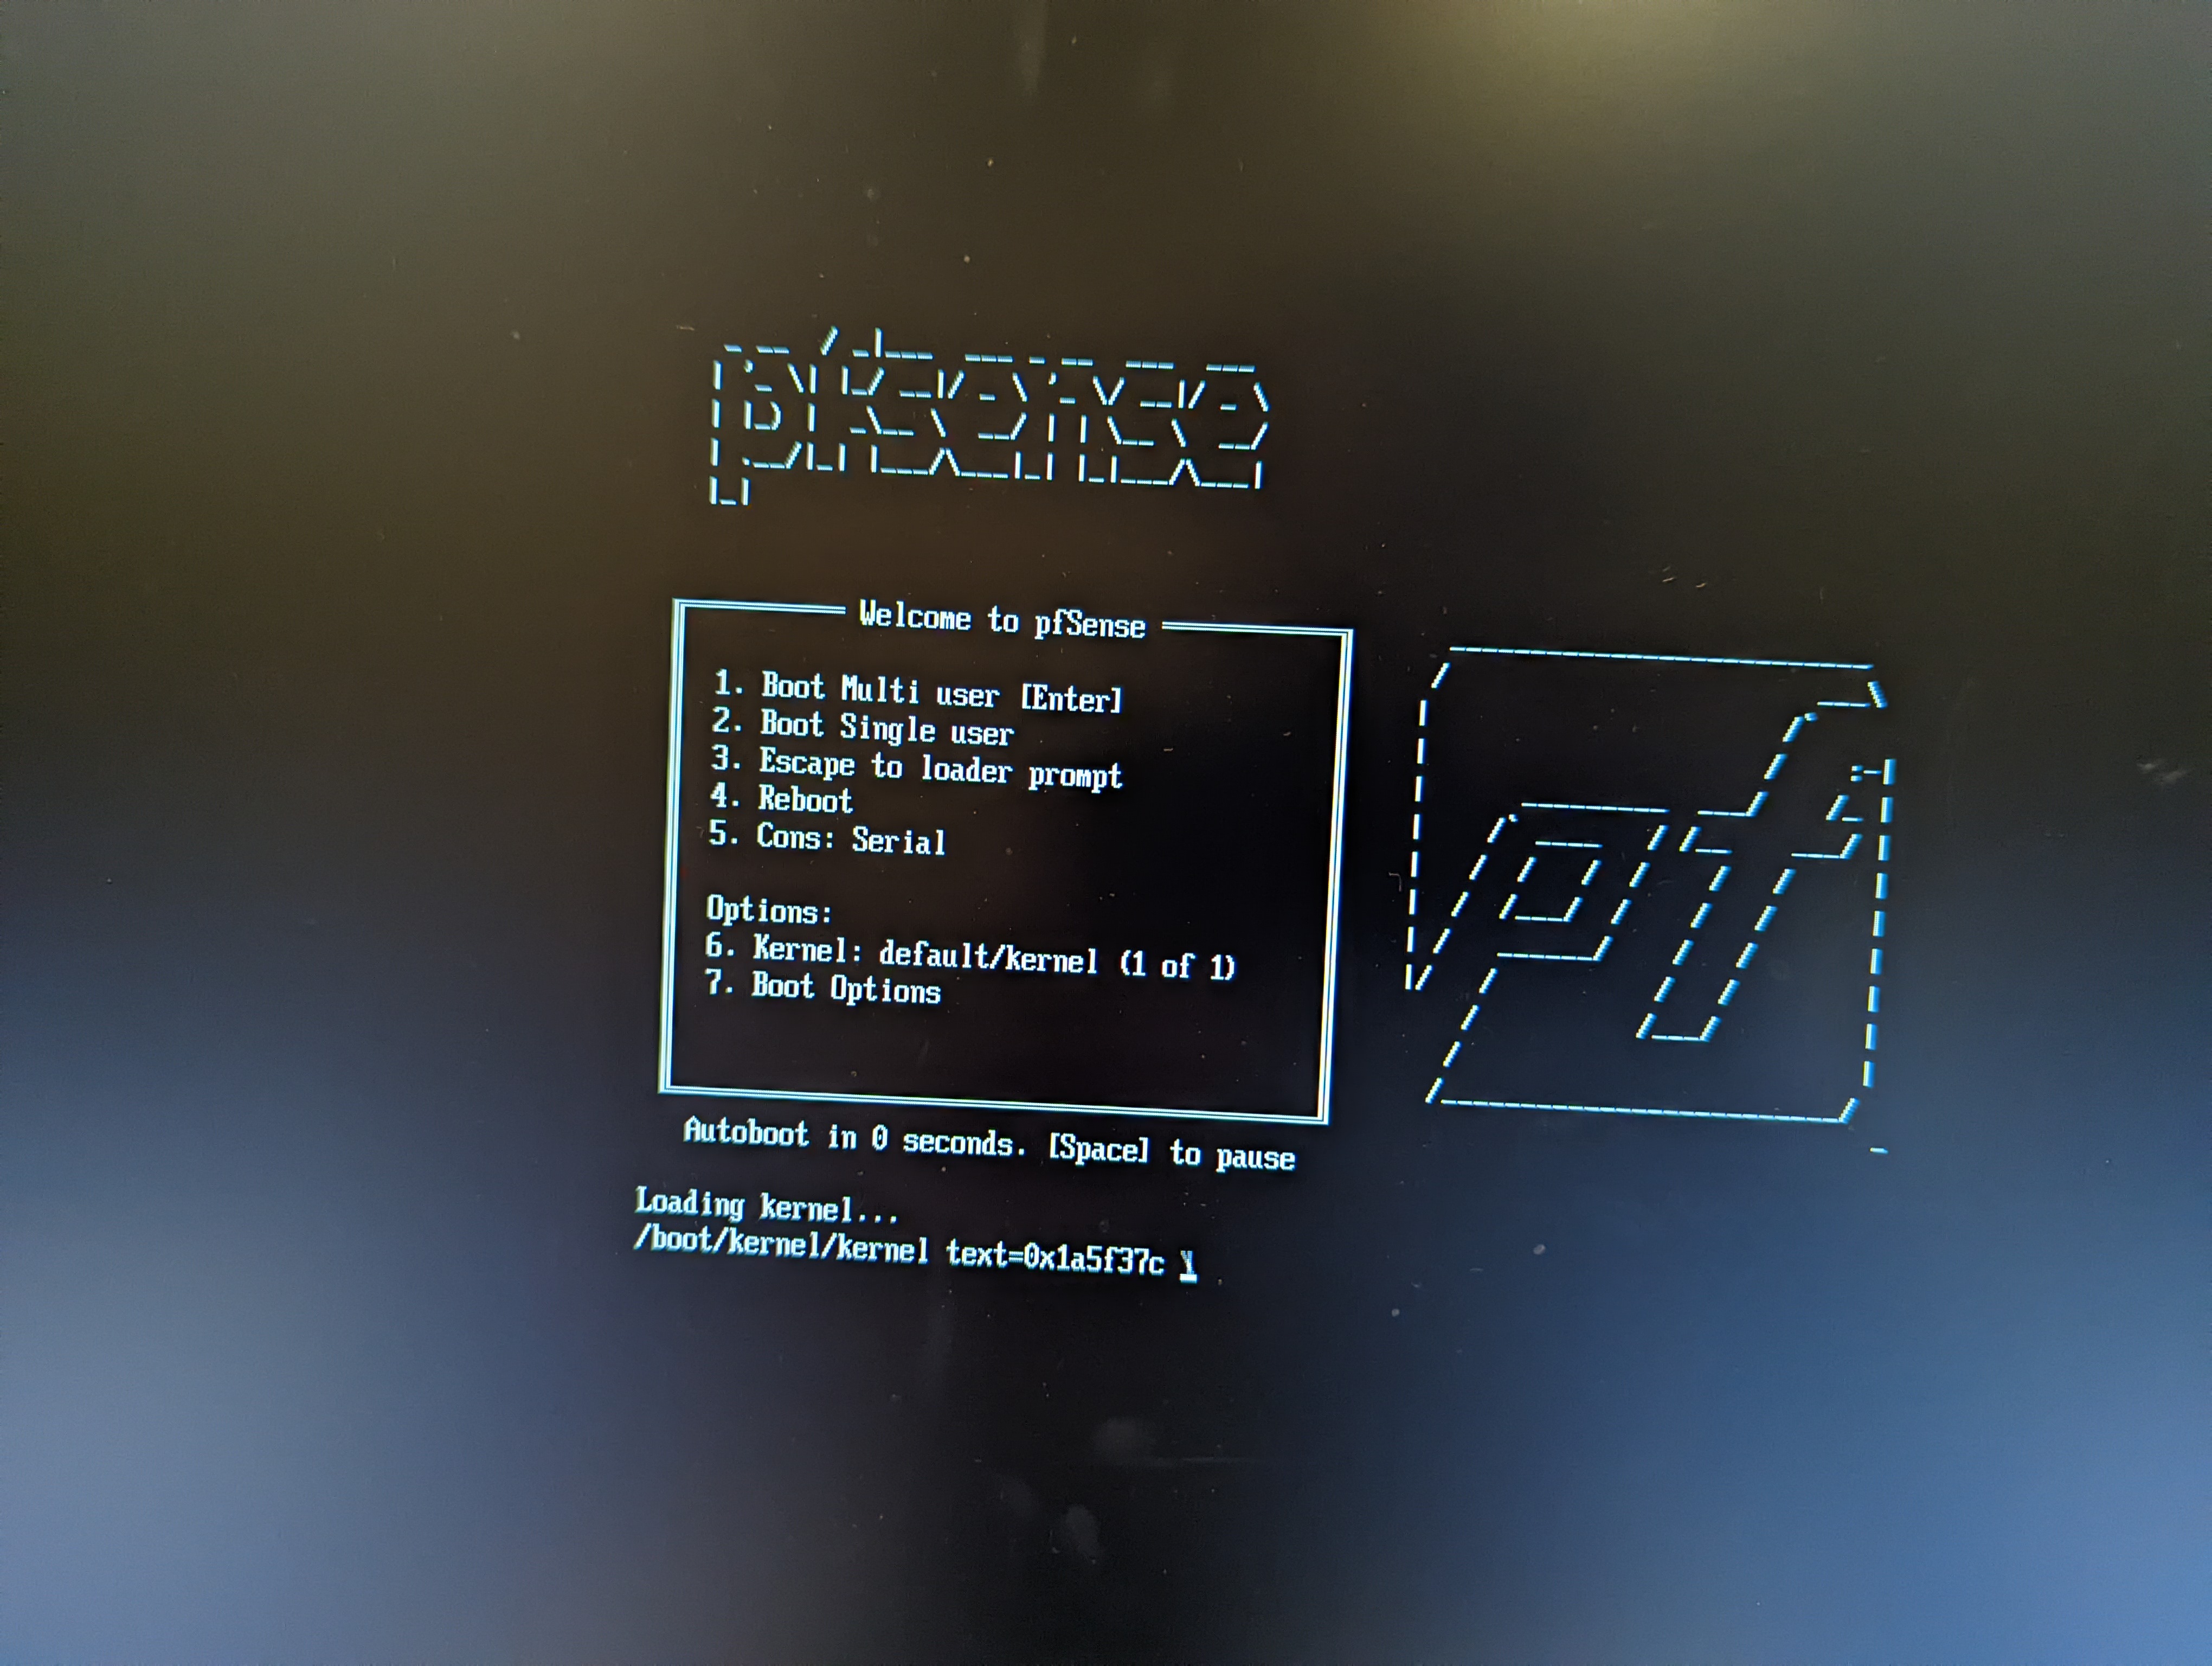 pfSense
Welcome to pfSense
1. Boot Multi user [Enter]
2. Boot Single user
3. Escape to loader prompt
4. Reboot
5. Cons: Serial
Options:
6. Kernel: default/kernel (1 of 1)
7. Boot Options
pf
Autoboot in 0 seconds. [Space] to pause
Loading kernel...
/boot/kernel/kernel text=0x1a5f37c